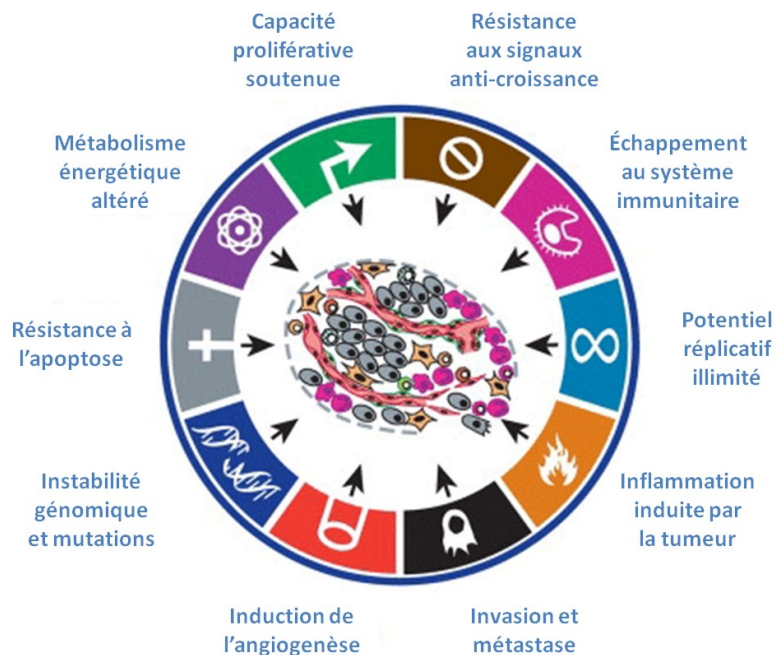 Capacité
proliférative
soutenue
Résistance
aux signaux
anti-croissance
Métabolisme
énergétique
altéré
Échappement
au système
immunitaire
Résistance à
l’apoptose
Potentiel
réplicatif
illimité
Instabilité
génomique
et mutations
Inflammation
induite par
la tumeur
Induction de
l’angiogenèse
Invasion et
métastase